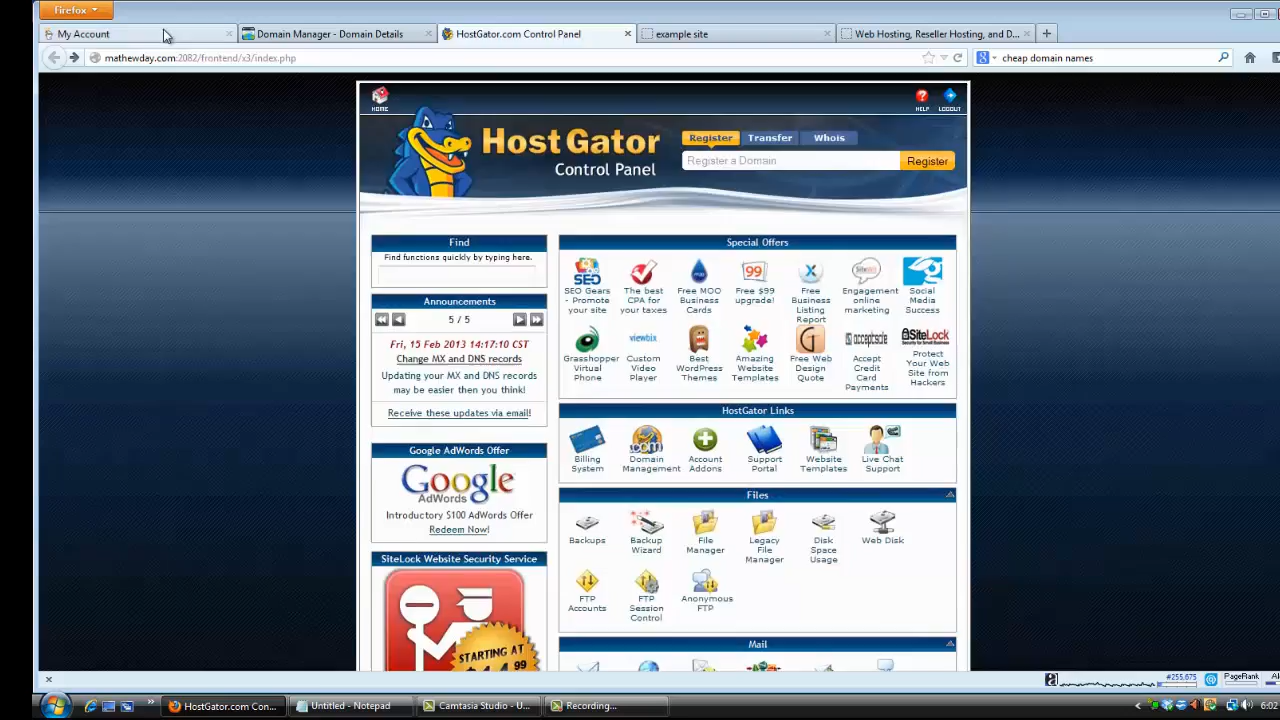 Firefox
My Account
Domain Manager - Domain Details
HostGator.com Control Panel
example site
Web Hosting, Reseller Hosting, and D...
mathewday.com:2082/frontend/x3/index.php
cheap domain names
HOME
HELP
LOGOUT
HostGator
Control Panel
Register
Transfer
Whois
Register a Domain
Register
Find
Find functions quickly by typing here.
Announcements
5 / 5
Fri, 15 Feb 2013 14:17:10 CST
Change MX and DNS records
Updating your MX and DNS records
may be easier then you think!
Receive these updates via email!
Google AdWords Offer
Google
AdWords
Introductory $100 AdWords Offer
Redeem Now!
SiteLock Website Security Service
STARTING AT
Special Offers
SEO
SEO Gears
- Promote
your site
The best
CPA for
your taxes
Free MOO
Business
Cards
99
Free $99
upgrade!
X
Free
Business
Listing
Report
Engagement
online
marketing
Social
Media
Success
Grasshopper
Virtual
Phone
viewbix
Custom
Video
Player
Best
WordPress
Themes
Amazing
Website
Templates
Free Web
Design
Quote
Accept
Credit
Card
Payments
SiteLock
Protect
Your Web
Site from
Hackers
HostGator Links
Billing
System
.com
Domain
Management
Account
Addons
Support
Portal
Website
Templates
Live Chat
Support
Files
Backups
Backup
Wizard
File
Manager
Legacy
File
Manager
Disk
Space
Usage
Web Disk
FTP
Accounts
FTP
Session
Control
Anonymous
FTP
Mail
#255,675
PageRank
HostGator.com Con...
Untitled - Notepad
Camtasia Studio - U...
Recording...